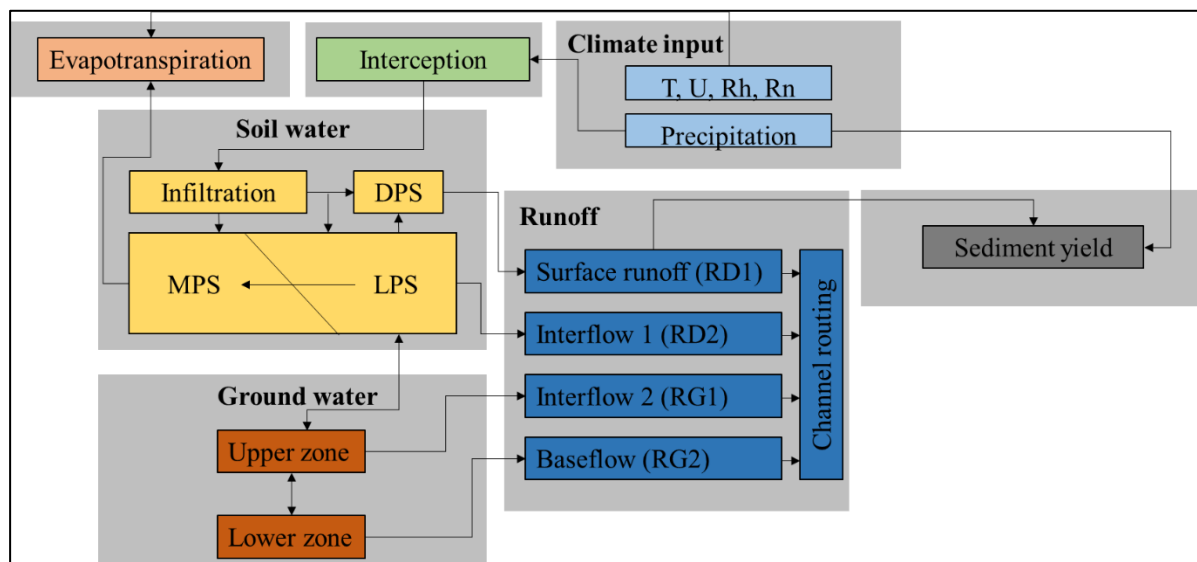 Evapotranspiration
Interception
Climate input
T, U, Rh, Rn
Precipitation
Soil water
Infiltration
DPS
MPS
LPS
Runoff
Surface runoff (RD1)
Interflow 1 (RD2)
Interflow 2 (RG1)
Baseflow (RG2)
Channel routing
Sediment yield
Ground water
Upper zone
Lower zone